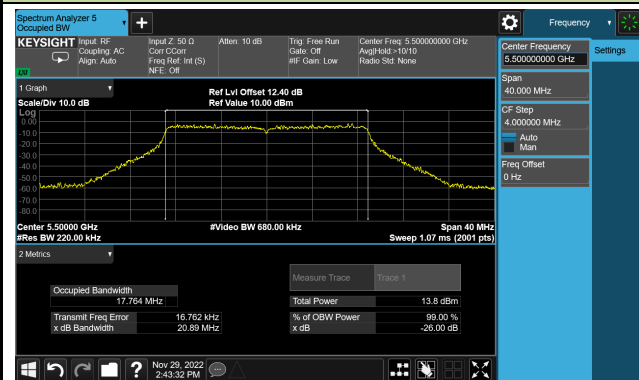 Spectrum Analyzer 5
Occupied BW
Frequency
KEYSIGHT
Input: RF
Coupling: AC
Align: Auto
Input Z: 50 Ω
Corr CCorr
Freq Ref: Int (S)
NFE: Off
Atten: 10 dB
Trig: Free Run
Gate: Off
#IF Gain: Low
Center Freq: 5.500000000 GHz
Avg|Hold:>10/10
Radio Std: None
LXI
Center Frequency
5.500000000 GHz
Settings
Span
40.000 MHz
CF Step
4.000000 MHz
Auto
Man
Freq Offset
0 Hz
1 Graph
Scale/Div 10.0 dB
Ref Lvl Offset 12.40 dB
Ref Value 10.00 dBm
Log
0.00
-10.0
-20.0
-30.0
-40.0
-50.0
-60.0
-70.0
-80.0
Center 5.50000 GHz
#Res BW 220.00 kHz
#Video BW 680.00 kHz
Span 40 MHz
Sweep 1.07 ms (2001 pts)
2 Metrics
Measure Trace
Trace 1
Occupied Bandwidth
17.764 MHz
Total Power
13.8 dBm
Transmit Freq Error
16.762 kHz
% of OBW Power
99.00 %
x dB Bandwidth
20.89 MHz
x dB
-26.00 dB
?
Nov 29, 2022
2:43:32 PM